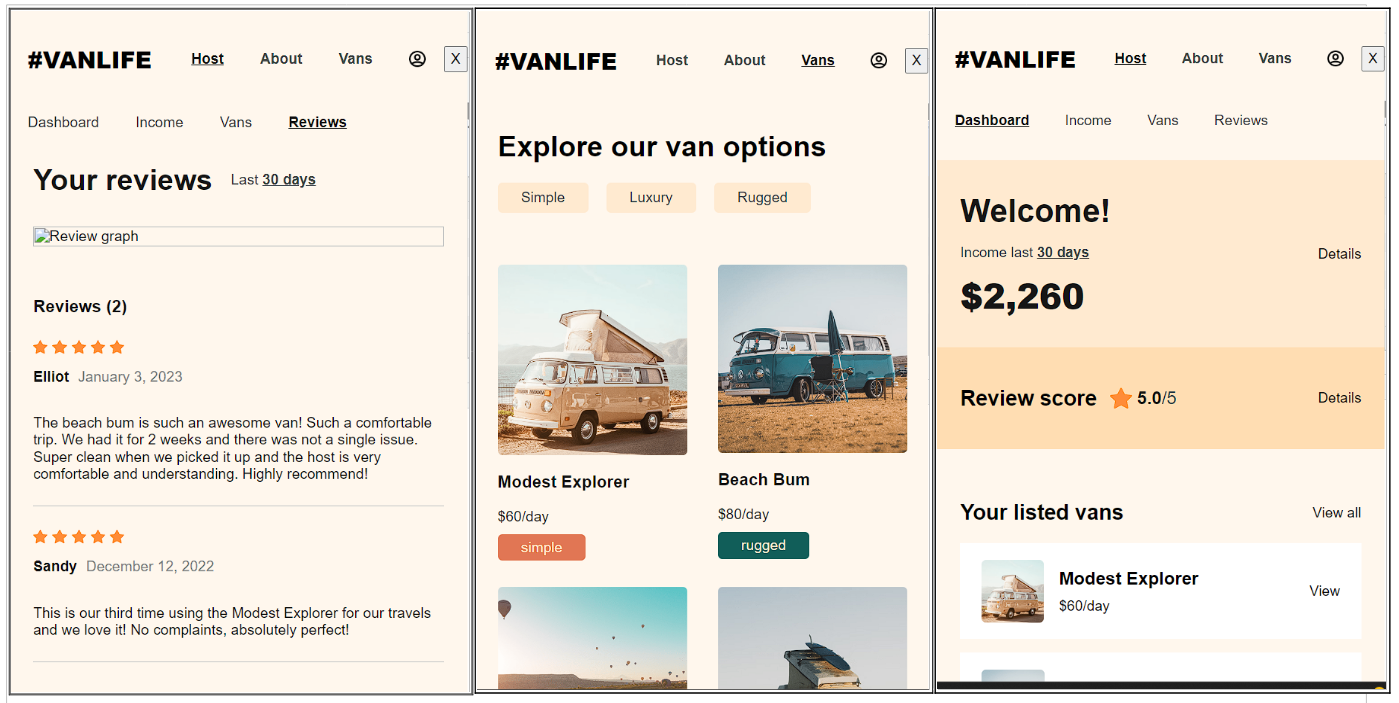 #VANLIFE Host About Vans X
Dashboard Income Vans Reviews
Your reviews Last 30 days
Review graph
Reviews (2)
Elliot January 3, 2023
The beach bum is such an awesome van! Such a comfortable
trip. We had it for 2 weeks and there was not a single issue.
Super clean when we picked it up and the host is very
comfortable and understanding. Highly recommend!
Sandy December 12, 2022
This is our third time using the Modest Explorer for our travels
and we love it! No complaints, absolutely perfect!
#VANLIFE Host About Vans X
Explore our van options
Simple Luxury Rugged
Modest Explorer
$60/day
simple
Beach Bum
$80/day
rugged
#VANLIFE Host About Vans X
Dashboard Income Vans Reviews
Welcome!
Income last 30 days Details
$2,260
Review score 5.0/5 Details
Your listed vans View all
Modest Explorer
$60/day
View